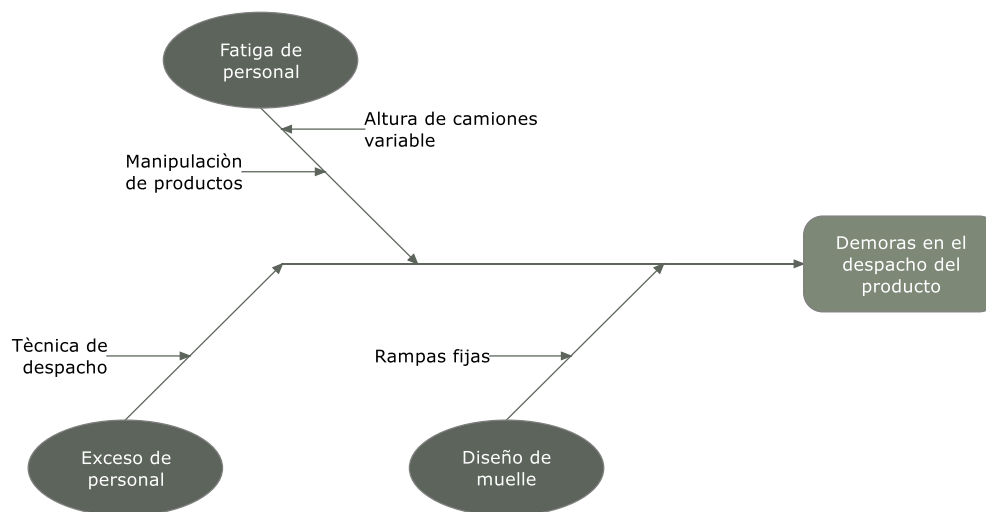 Fatiga de
personal
Altura de camiones
variable
Manipulaciòn
de productos
Demoras en el
despacho del
producto
Tècnica de
despacho
Rampas fijas
Exceso de
personal
Diseño de
muelle